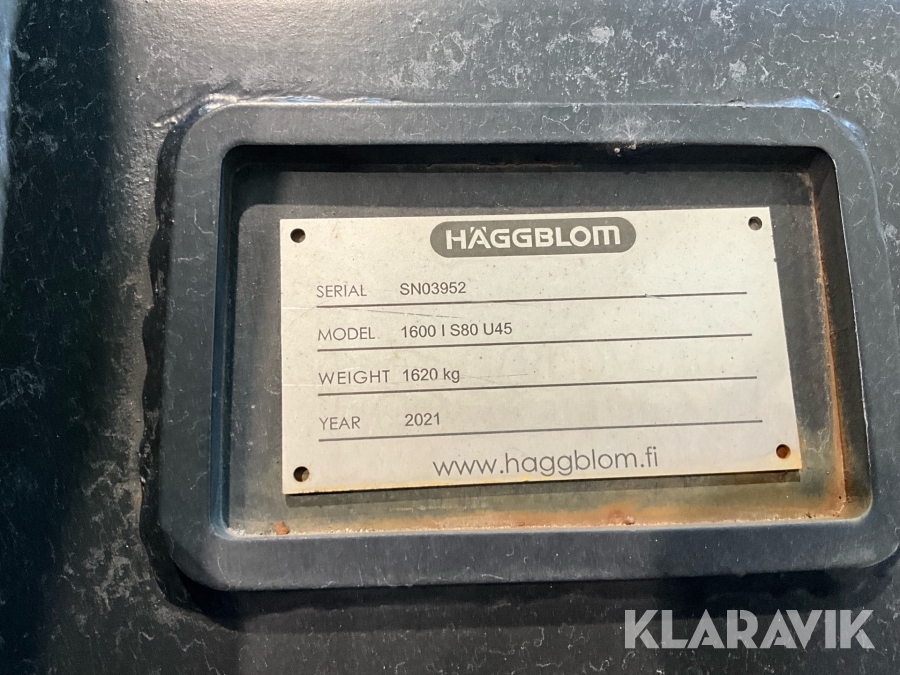 HÄGGBLOM
SERIAL SN03952
MODEL 1600 I S80 U45
WEIGHT 1620 kg
YEAR 2021
www.haggblom.fi
KLARAVIK